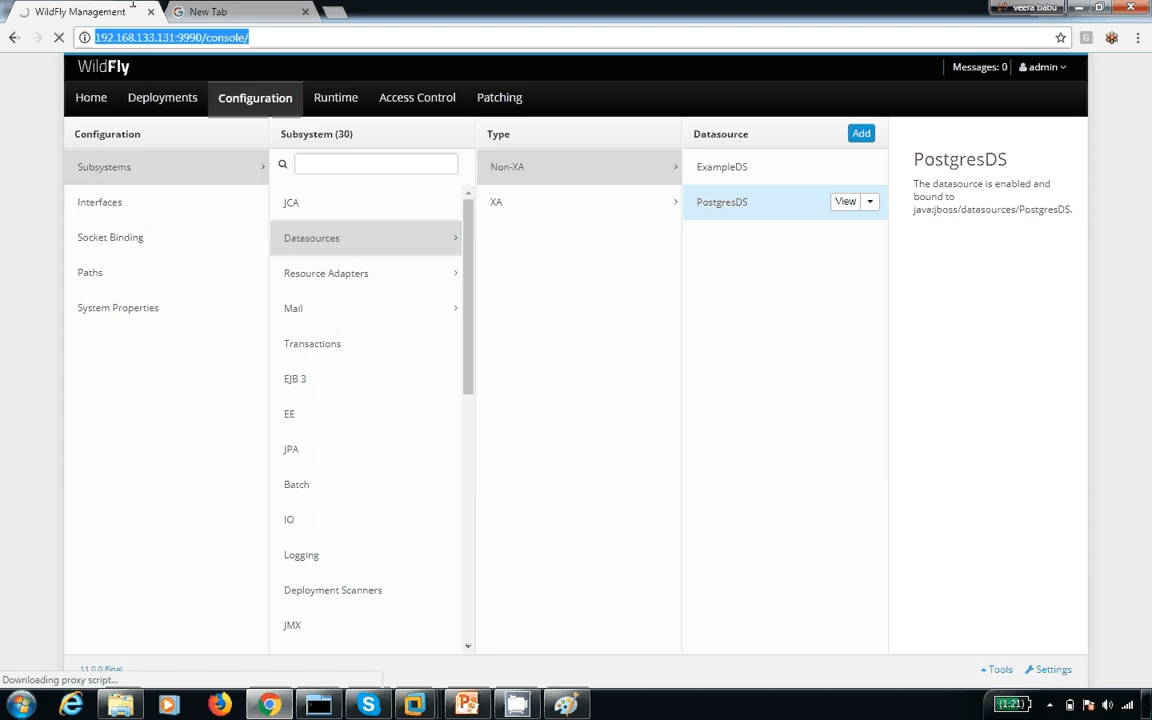 WildFly Management
New Tab
veera babu
192.168.133.131:9990/console/
WildFly
Messages: 0
admin
Home
Deployments
Configuration
Runtime
Access Control
Patching
Configuration
Subsystems
Interfaces
Socket Binding
Paths
System Properties
Subsystem (30)
JCA
Datasources
Resource Adapters
Mail
Transactions
EJB 3
EE
JPA
Batch
IO
Logging
Deployment Scanners
JMX
Type
Non-XA
XA
Datasource
Add
ExampleDS
PostgresDS
View
PostgresDS
The datasource is enabled and
bound to
java:jboss/datasources/PostgresDS.
11.0.0.Final
Tools
Settings
Downloading proxy script...
(1:21)